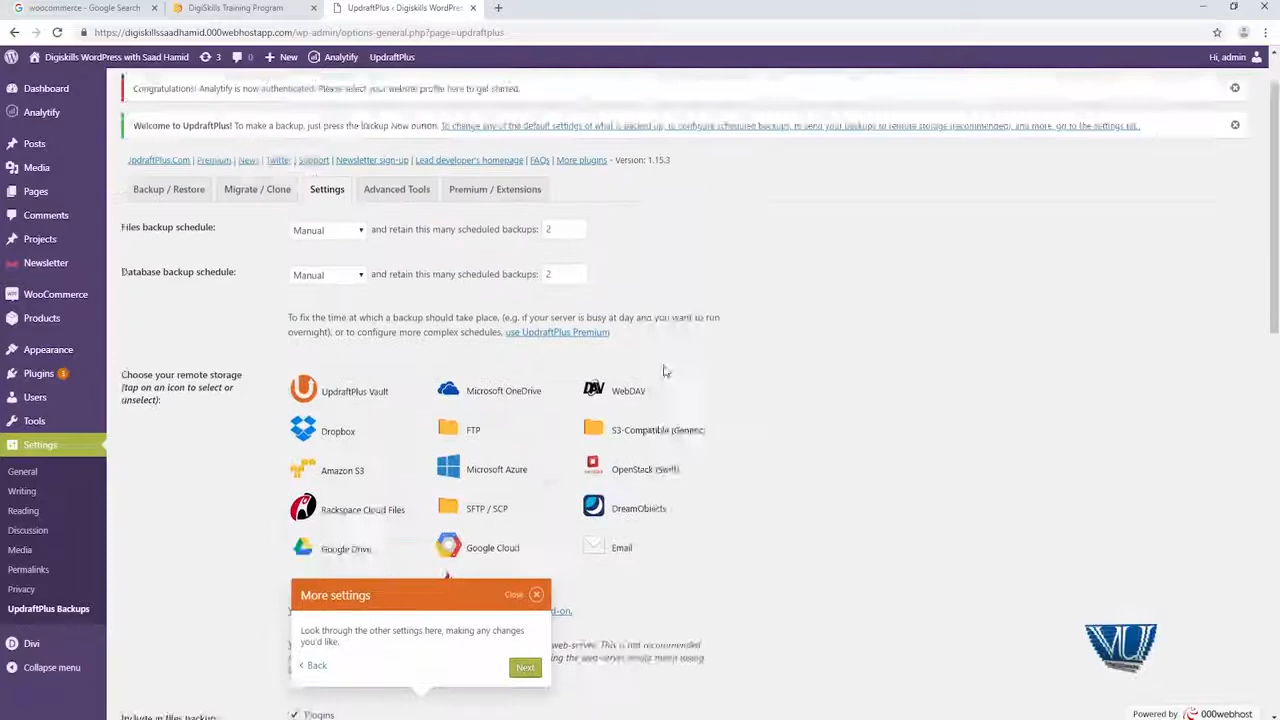 woocommerce - Google Search
DigiSkills Training Program
UpdraftPlus ‹ Digiskills WordPres
https://digiskillssaadhamid.000webhostapp.com/wp-admin/options-general.php?page=updraftplus
Digiskills WordPress with Saad Hamid 3 0 New Analytify UpdraftPlus Hi, admin
Congratulations! Analytify is now authenticated. Please select your website profile here to get started.
Welcome to UpdraftPlus! To make a backup, just press the Backup Now button. To change any of the default settings of what is backed up, to configure scheduled backups, to send your backups to remote storage (recommended), and more, go to the settings tab.
UpdraftPlus.Com | Premium | News | Twitter | Support | Newsletter sign-up | Lead developer's homepage | FAQs | More plugins - Version: 1.15.3
Backup / Restore
Migrate / Clone
Settings
Advanced Tools
Premium / Extensions
Dashboard
Analytify
Posts
Media
Pages
Comments
Projects
Newsletter
WooCommerce
Products
Appearance
Plugins 3
Users
Tools
Settings
General
Writing
Reading
Discussion
Media
Permalinks
Privacy
UpdraftPlus Backups
Divi
Collapse menu
Files backup schedule:
Manual and retain this many scheduled backups: 2
Database backup schedule:
Manual and retain this many scheduled backups: 2
To fix the time at which a backup should take place, (e.g. if your server is busy at day and you want to run
overnight), or to configure more complex schedules, use UpdraftPlus Premium
Choose your remote storage
(tap on an icon to select or
unselect):
UpdraftPlus Vault
Microsoft OneDrive
WebDAV
Dropbox
FTP
S3-Compatible (Generic)
Amazon S3
Microsoft Azure
OpenStack (Swift)
Rackspace Cloud Files
SFTP / SCP
DreamObjects
Google Drive
Google Cloud
Email
More settings
Close
Look through the other settings here, making any changes
you'd like.
‹ Back
Next
d-on.
web-server. This is not recommended
Include in files backup
Plugins
VU
Powered by 000webhost